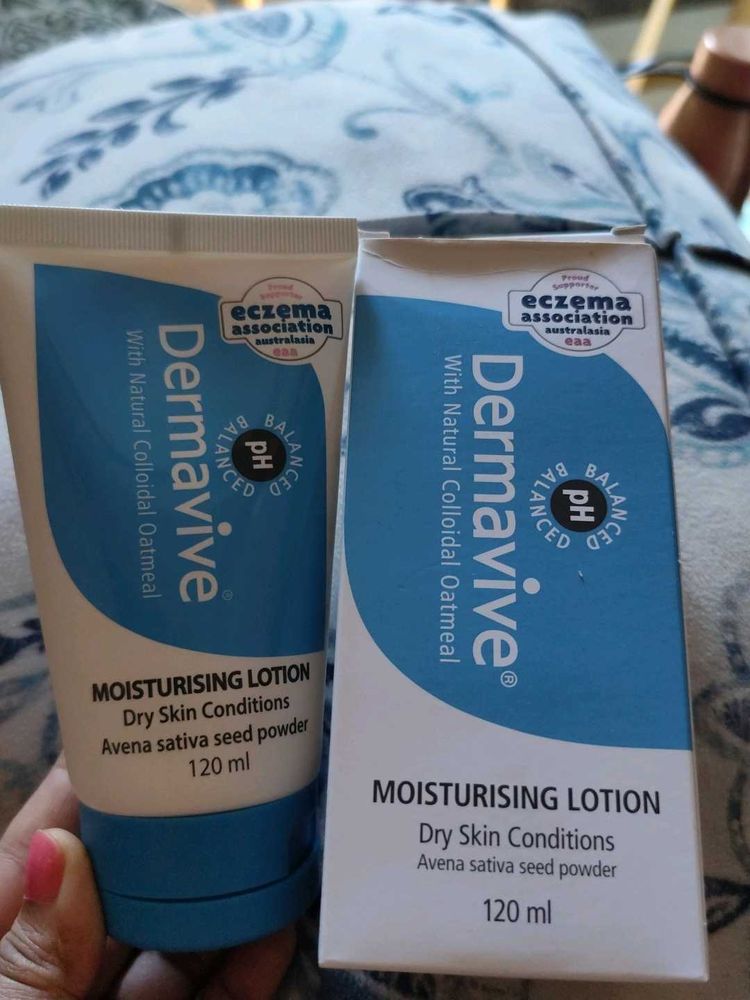 Proud
Supporter
eczema
association
australasia
eaa
Dermavive®
With Natural Colloidal Oatmeal
BALANCED
pH
BALANCED
MOISTURISING LOTION
Dry Skin Conditions
Avena sativa seed powder
120 ml
Proud
Supporter
eczema
association
australasia
eaa
Dermavive®
With Natural Colloidal Oatmeal
BALANCED
pH
BALANCED
MOISTURISING LOTION
Dry Skin Conditions
Avena sativa seed powder
120 ml